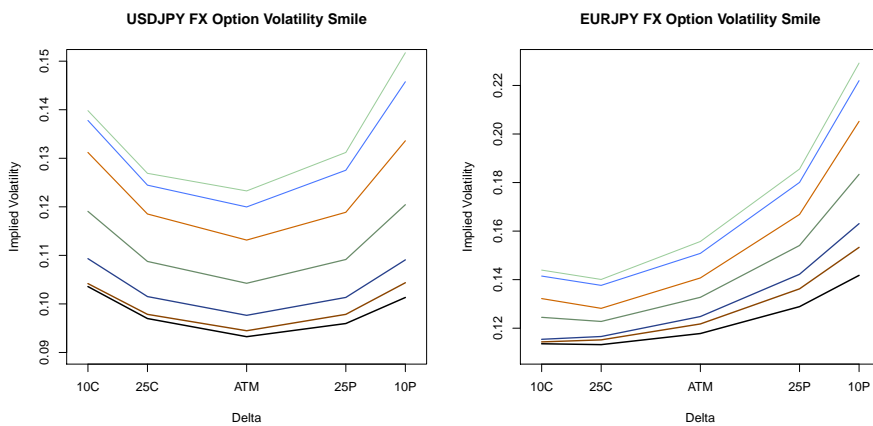 USDJPY FX Option Volatility Smile
Implied Volatility
0.15
0.14
0.13
0.12
0.11
0.10
0.09
10C 25C ATM 25P 10P
Delta
EURJPY FX Option Volatility Smile
Implied Volatility
0.22
0.20
0.18
0.16
0.14
0.12
10C 25C ATM 25P 10P
Delta